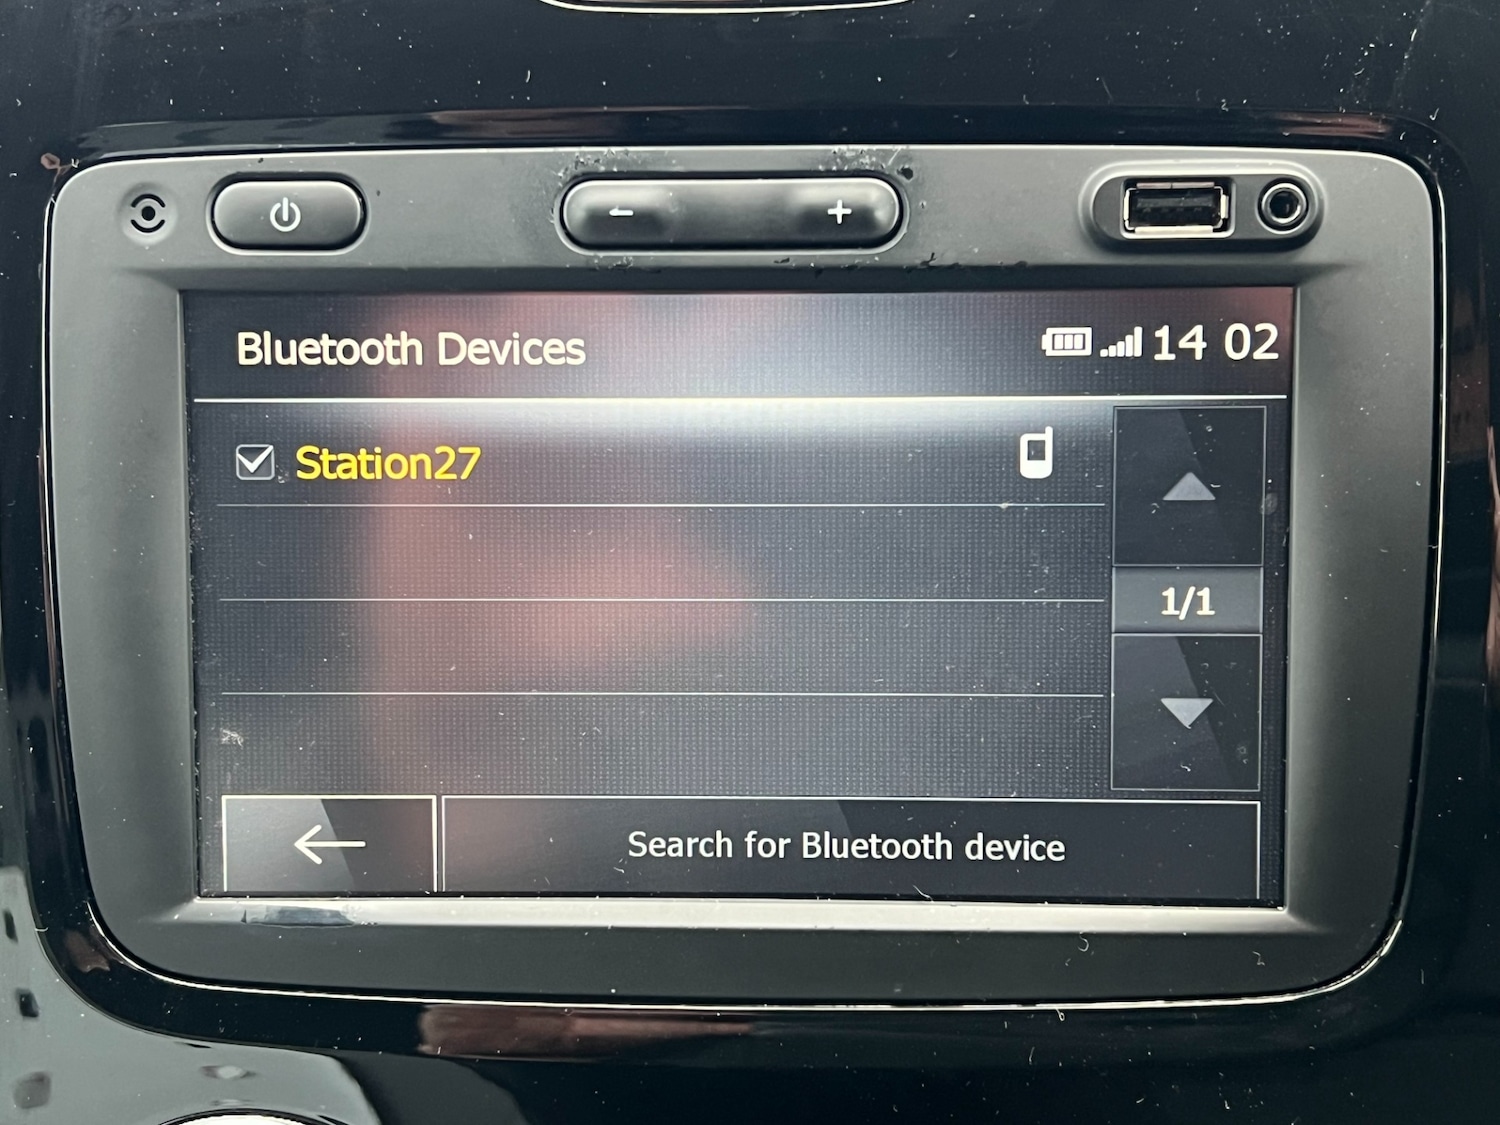 − +
Bluetooth Devices 14 02
Station27
1/1
Search for Bluetooth device